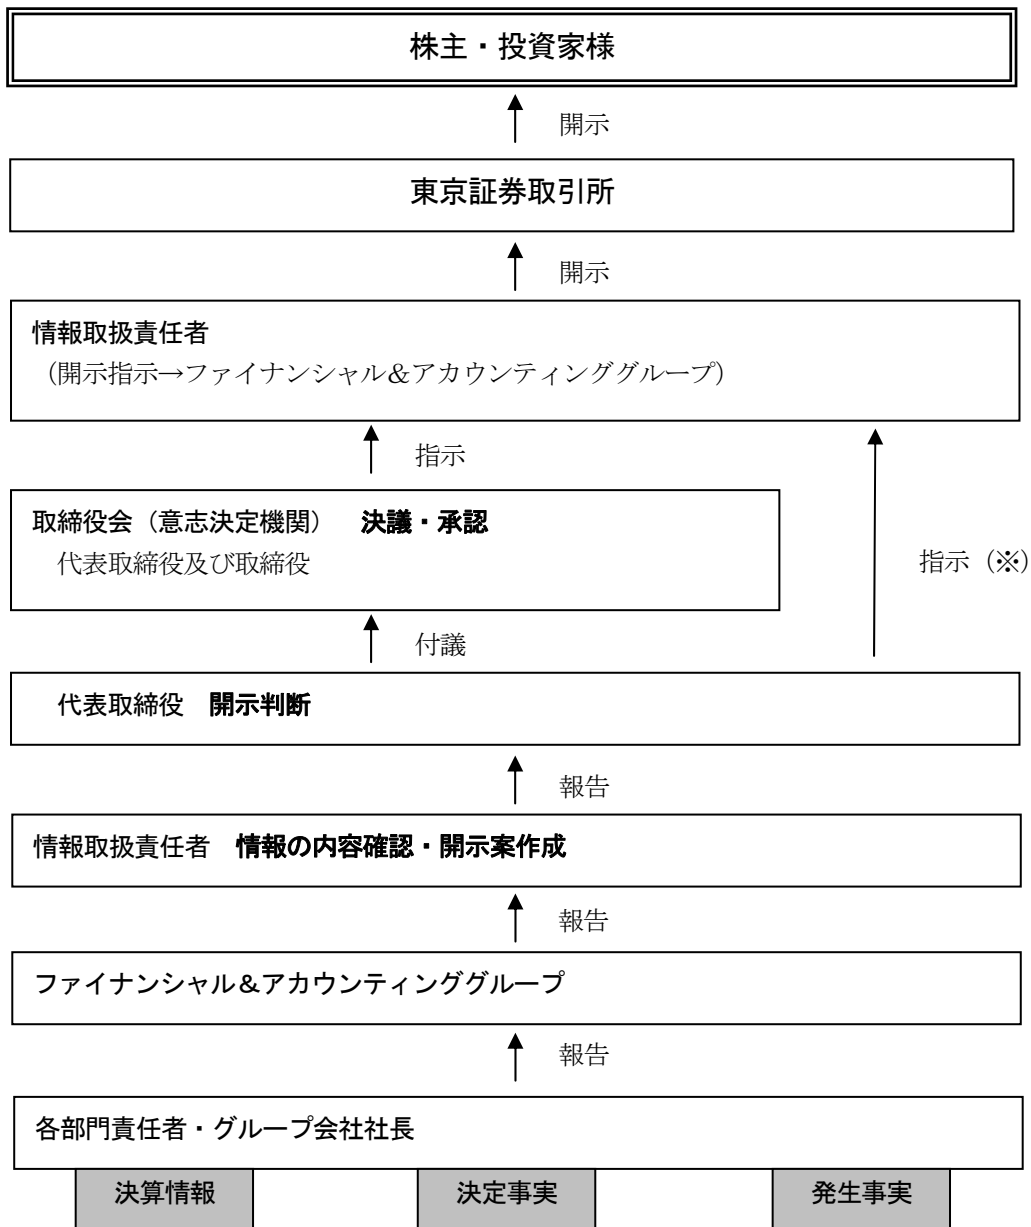 株主・投資家様
開示
東京証券取引所
開示
情報取扱責任者
（開示指示→ファイナンシャル＆アカウンティンググループ）
指示
取締役会（意志決定機関）　決議・承認
代表取締役及び取締役
指示（※）
付議
代表取締役　開示判断
報告
情報取扱責任者　情報の内容確認・開示案作成
報告
ファイナンシャル＆アカウンティンググループ
報告
各部門責任者・グループ会社社長
決算情報　決定事実　発生事実